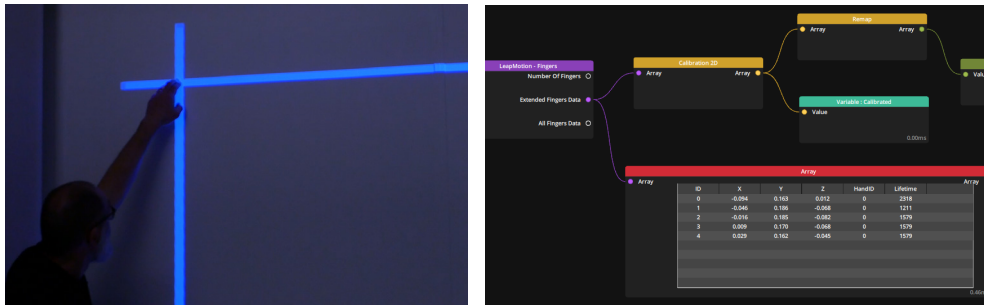 Remap
Array Array
LeapMotion - Fingers
Calibration 2D
Number Of Fingers
Array Array
Extended Fingers Data
All Fingers Data
Variable : Calibrated
Value
0.00ms
Array
Array Array
ID X Y Z HandID Lifetime
0 -0.094 0.163 0.012 0 2318
1 -0.046 0.186 -0.068 0 1211
2 -0.016 0.185 -0.082 0 1579
3 0.009 0.170 -0.068 0 1579
4 0.029 0.162 -0.045 0 1579